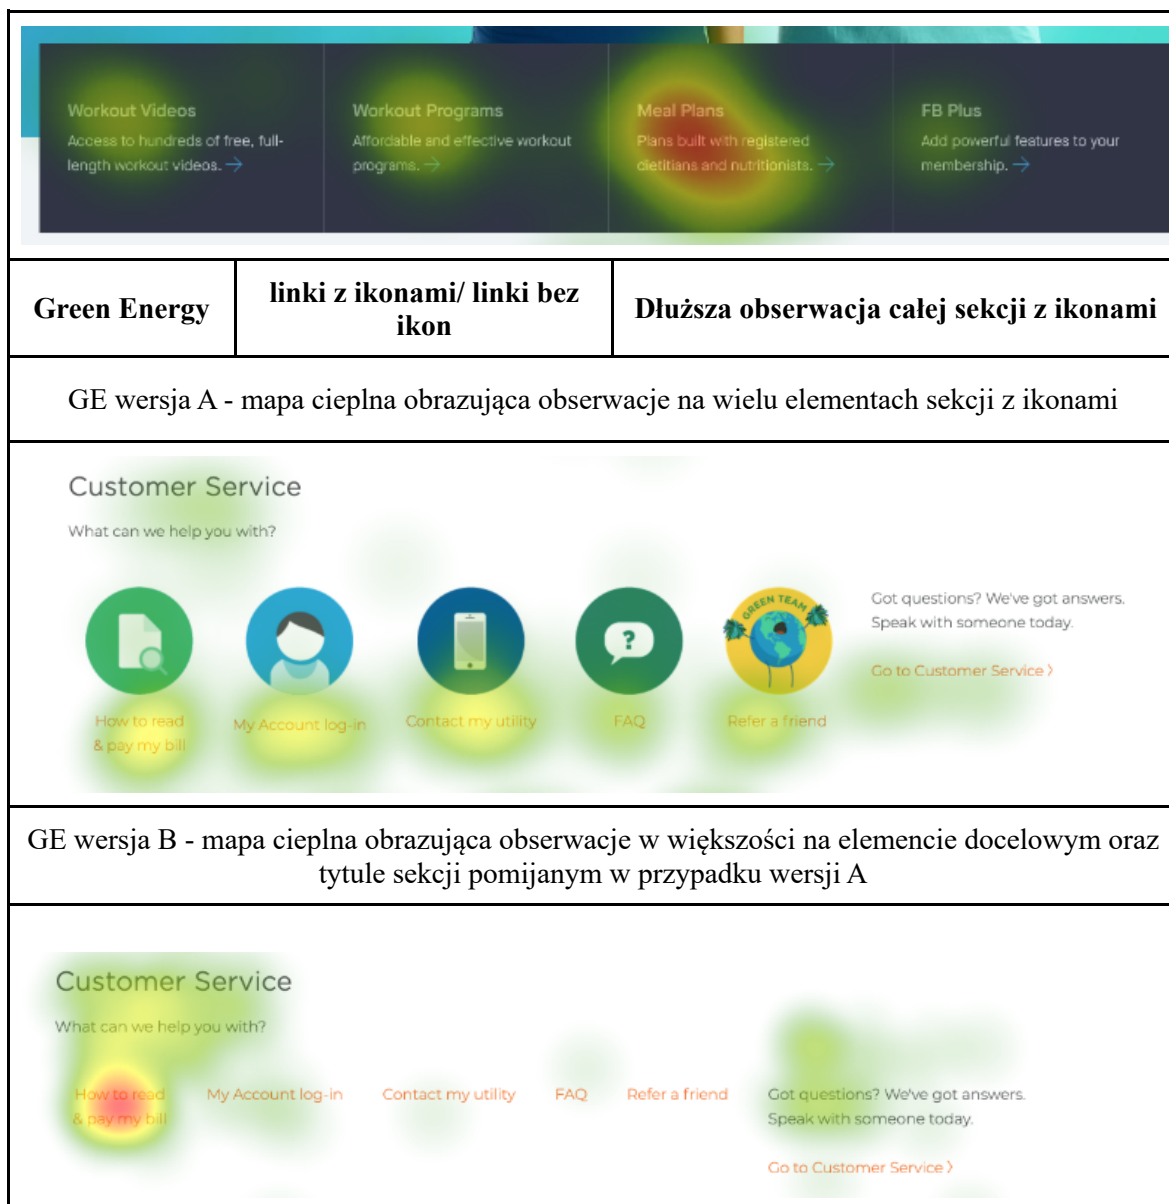 Workout Videos
Access to hundreds of free, full-
length workout videos. →
Workout Programs
Affordable and effective workout
programs. →
Meal Plans
Plans built with registered
dietitians and nutritionists. →
FB Plus
Add powerful features to your
membership. →
Green Energy
linki z ikonami/ linki bez
ikon
Dłuższa obserwacja całej sekcji z ikonami
GE wersja A - mapa cieplna obrazująca obserwacje na wielu elementach sekcji z ikonami
Customer Service
What can we help you with?
?
GREEN TEAM
How to read
& pay my bill
My Account log-in
Contact my utility
FAQ
Refer a friend
Got questions? We've got answers.
Speak with someone today.
Go to Customer Service 〉
GE wersja B - mapa cieplna obrazująca obserwacje w większości na elemencie docelowym oraz
tytule sekcji pomijanym w przypadku wersji A
Customer Service
What can we help you with?
How to read
& pay my bill
My Account log-in
Contact my utility
FAQ
Refer a friend
Got questions? We've got answers.
Speak with someone today.
Go to Customer Service 〉